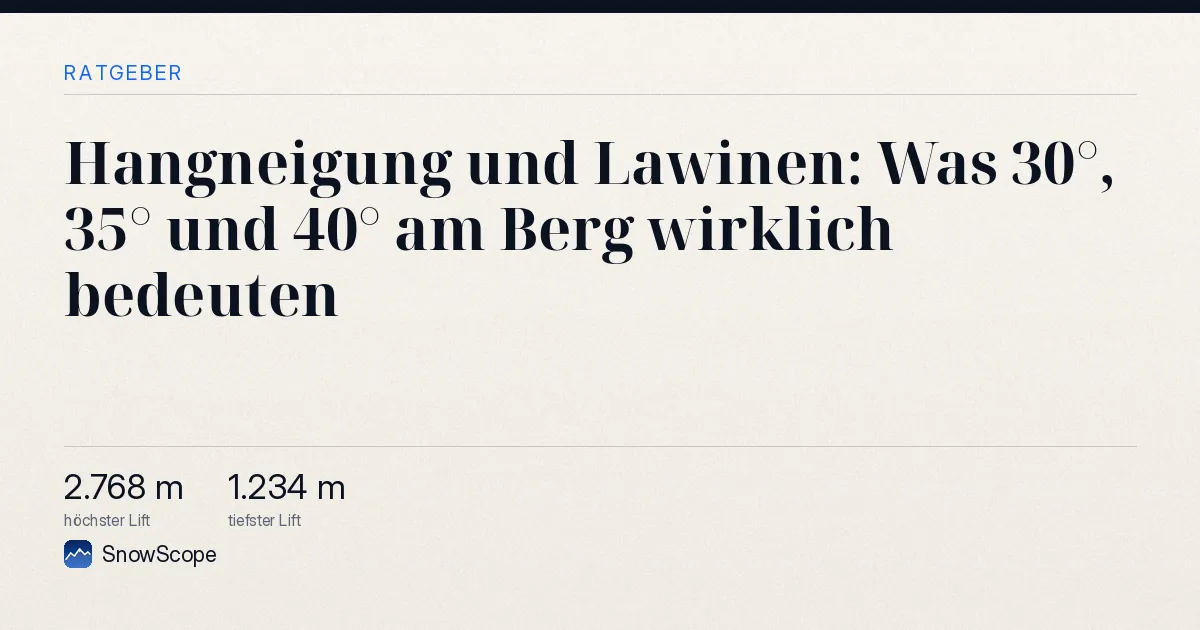 RATGEBER
Hangneigung und Lawinen: Was 30°,
35° und 40° am Berg wirklich
bedeuten
2.768 m 1.234 m
höchster Lift tiefster Lift
SnowScope